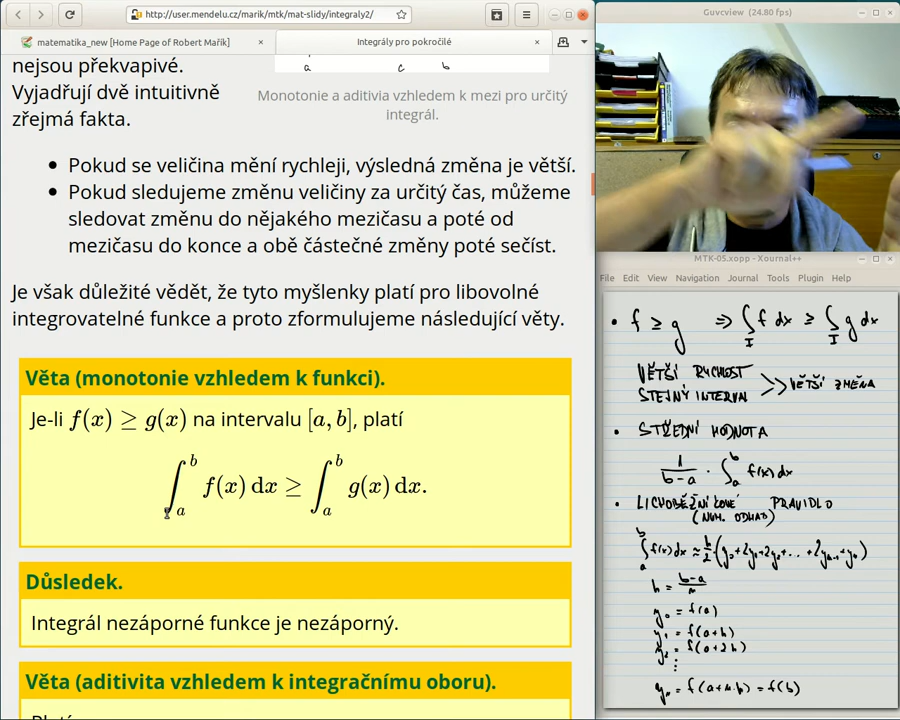 http://user.mendelu.cz/marik/mtk/mat-slidy/integraly2/
matematika_new [Home Page of Robert Mařík]
Integrály pro pokročilé
nejsou překvapivé.
Vyjadřují dvě intuitivně
zřejmá fakta.
a c b
Monotonie a aditivia vzhledem k mezi pro určitý
integrál.
• Pokud se veličina mění rychleji, výsledná změna je větší.
• Pokud sledujeme změnu veličiny za určitý čas, můžeme
sledovat změnu do nějakého mezičasu a poté od
mezičasu do konce a obě částečné změny poté sečíst.
Je však důležité vědět, že tyto myšlenky platí pro libovolné
integrovatelné funkce a proto zformulujeme následující věty.
Věta (monotonie vzhledem k funkci).
Je-li f(x) ≥ g(x) na intervalu [a, b], platí
∫_a^b f(x) dx ≥ ∫_a^b g(x) dx.
Důsledek.
Integrál nezáporné funkce je nezáporný.
Věta (aditivita vzhledem k integračnímu oboru).
Guvcview (24.80 fps)
MTK-05.xopp - Xournal++
File Edit View Navigation Journal Tools Plugin Help
• f ≥ g ⇒ ∫_I f dx ≥ ∫_I g dx
VĚTŠÍ RYCHLOST
STEJNÝ INTERVAL >> VĚTŠÍ ZMĚNA
• STŘEDNÍ HODNOTA
1/(b-a) · ∫_a^b f(x) dx
• LICHOBĚŽNÍKOVÉ PRAVIDLO
(NUM. ODHAD)
∫_a^b f(x) dx ≈ h/2 · (y₀ + 2y₁ + 2y₂ + ... + 2yₙ₋₁ + yₙ)
h = (b-a)/n
y₀ = f(a)
y₁ = f(a+h)
y₂ = f(a+2h)
⋮
yₙ = f(a+n·h) = f(b)